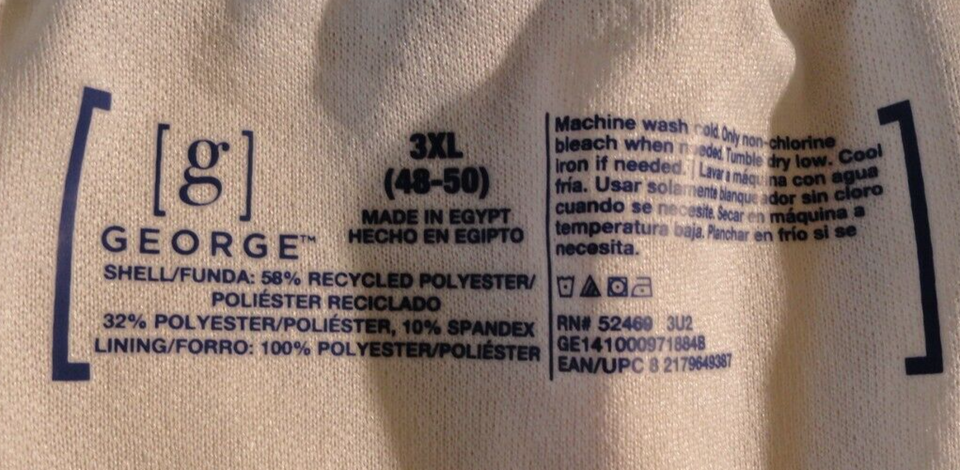 [g]
GEORGE™
SHELL/FUNDA: 58% RECYCLED POLYESTER/
POLIÉSTER RECICLADO
32% POLYESTER/POLIÉSTER, 10% SPANDEX
LINING/FORRO: 100% POLYESTER/POLIÉSTER
3XL
(48-50)
MADE IN EGYPT
HECHO EN EGIPTO
Machine wash cold. Only non-chlorine
bleach when needed. Tumble dry low. Cool
iron if needed. | Lavar a máquina con agua
fría. Usar solamente blanqueador sin cloro
cuando se necesite. Secar en máquina a
temperatura baja. Planchar en frío si se
necesita.
RN# 52469 3U2
GE141000971884B
EAN/UPC 8 2179649387